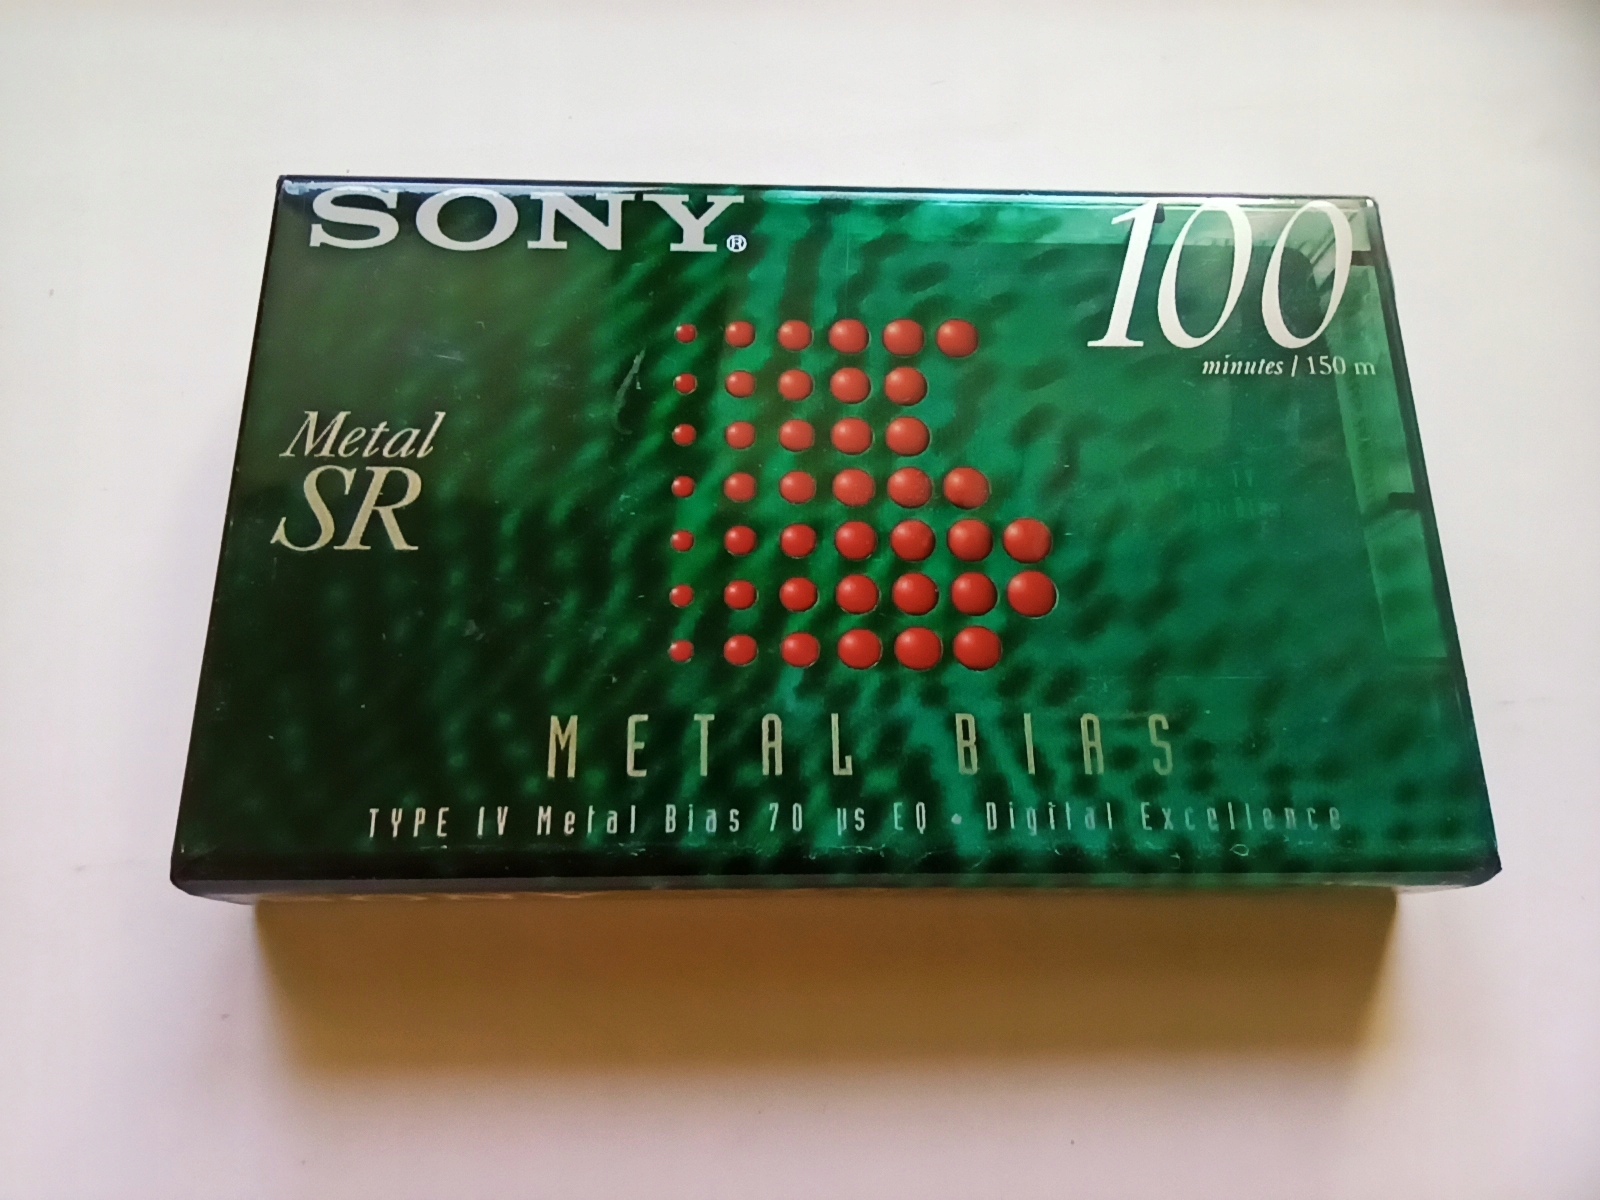 SONY®
100
minutes / 150 m
Metal
SR
METAL BIAS
TYPE IV Metal Bias 70 µs EQ • Digital Excellence